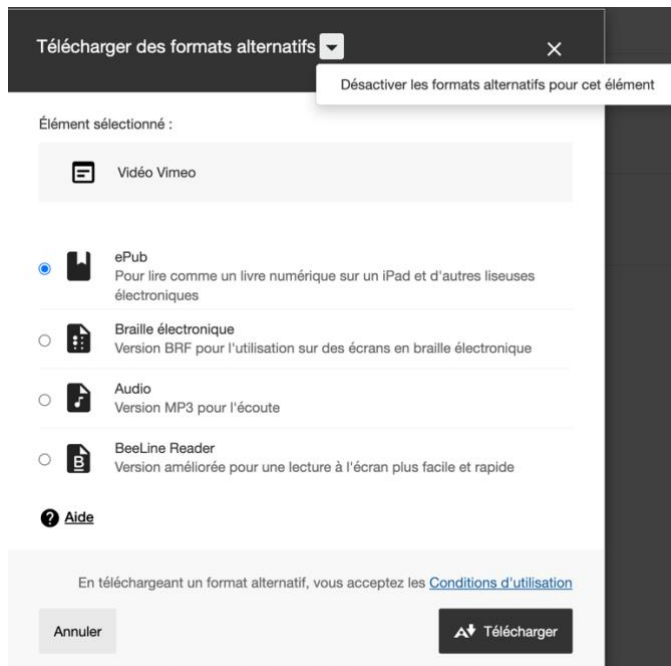 Télécharger des formats alternatifs
Désactiver les formats alternatifs pour cet élément
Élément sélectionné :
Vidéo Vimeo
ePub
Pour lire comme un livre numérique sur un iPad et d'autres liseuses
électroniques
Braille électronique
Version BRF pour l'utilisation sur des écrans en braille électronique
Audio
Version MP3 pour l'écoute
BeeLine Reader
Version améliorée pour une lecture à l'écran plus facile et rapide
Aide
En téléchargeant un format alternatif, vous acceptez les Conditions d'utilisation
Annuler
Télécharger